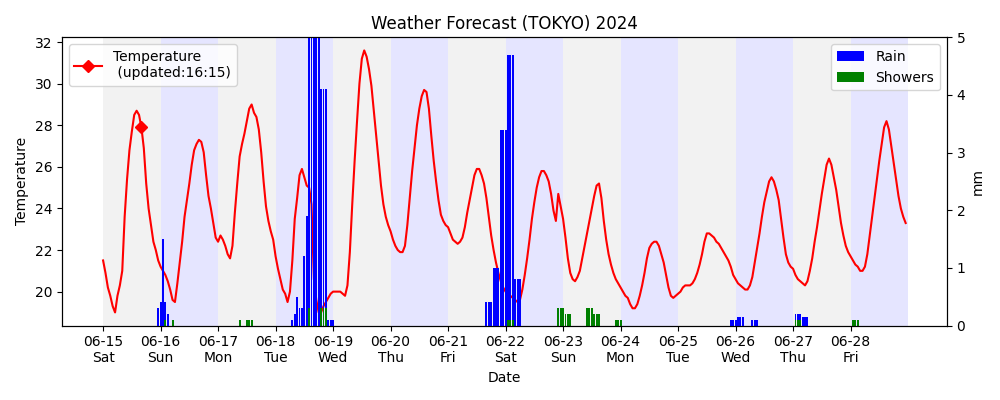 Weather Forecast (TOKYO) 2024
Temperature
(updated:16:15)
Rain
Showers
Temperature
32
30
28
26
24
22
20
5
4
3
2
1
0
mm
06-15 06-16 06-17 06-18 06-19 06-20 06-21 06-22 06-23 06-24 06-25 06-26 06-27 06-28
Sat Sun Mon Tue Wed Thu Fri Sat Sun Mon Tue Wed Thu Fri
Date